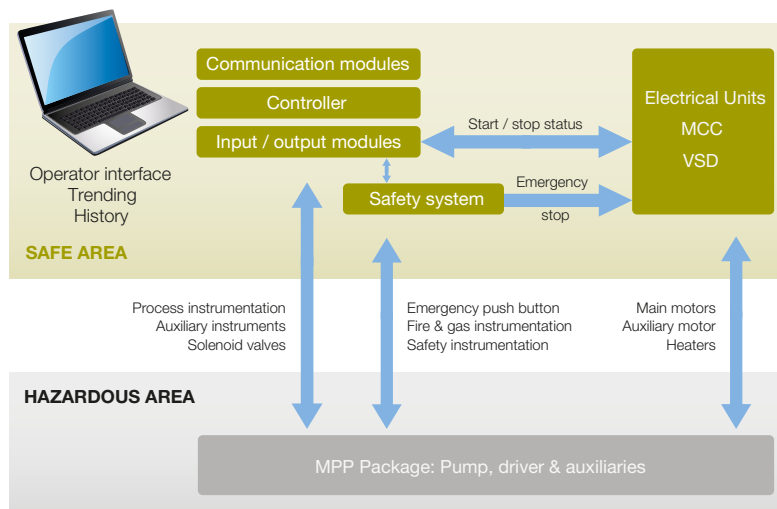 Communication modules
Controller
Input / output modules
Start / stop status
Electrical Units
MCC
VSD
Operator interface
Trending
History
Safety system
Emergency
stop
SAFE AREA
Process instrumentation
Auxiliary instruments
Solenoid valves
Emergency push button
Fire & gas instrumentation
Safety instrumentation
Main motors
Auxiliary motor
Heaters
HAZARDOUS AREA
MPP Package: Pump, driver & auxiliaries